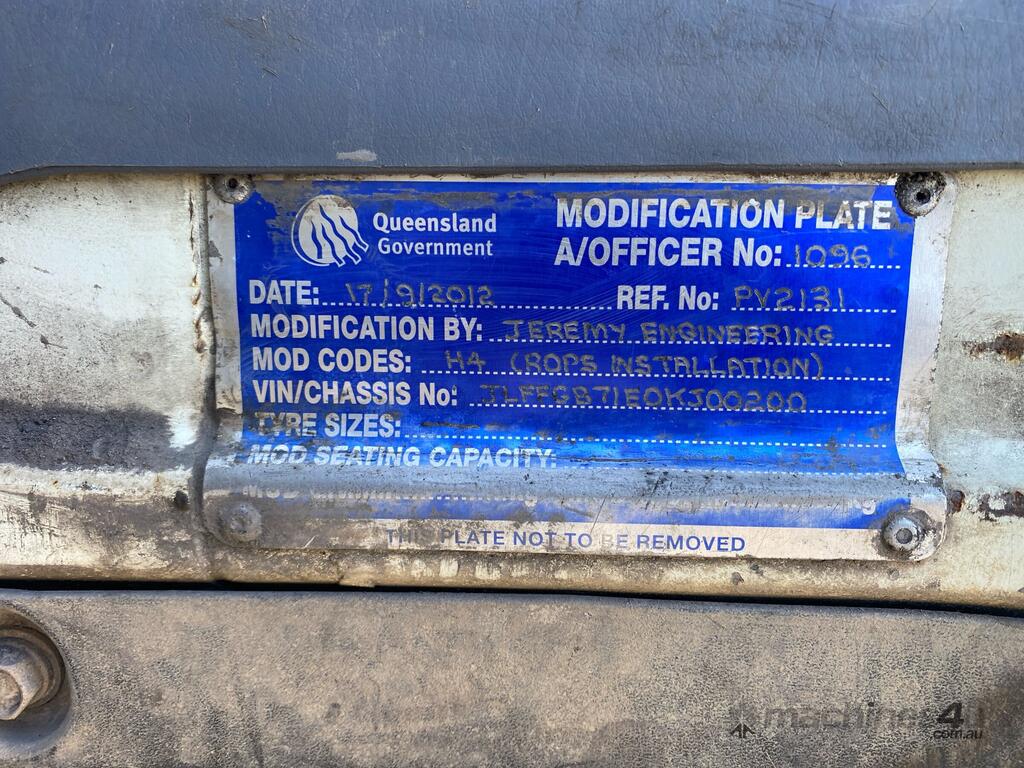 Queensland
Government
MODIFICATION PLATE
A/OFFICER No: 1096
DATE: 17/9/2012 REF. No: PV2131
MODIFICATION BY: JEREMY ENGINEERING
MOD CODES: H4 (ROPS INSTALLATION)
VIN/CHASSIS No: JLFFGB71E0KJ00200
TYRE SIZES:
MOD SEATING CAPACITY:
THIS PLATE NOT TO BE REMOVED
machines4u
com.au